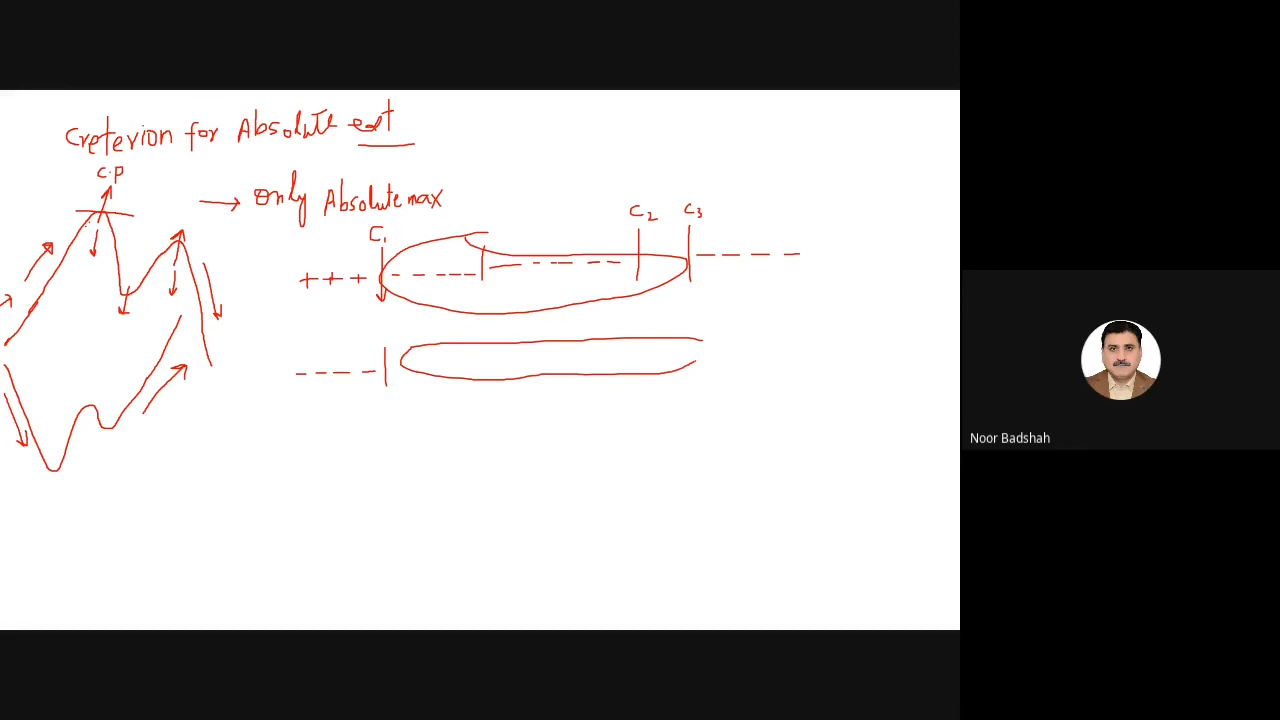 Creterion for Absolute ext
C.P
→ Only Absolute max
C₁
C₂ C₃
+ + + | - - - - - - | - - - - - - | | - - - - -
- - - - |
Noor Badshah